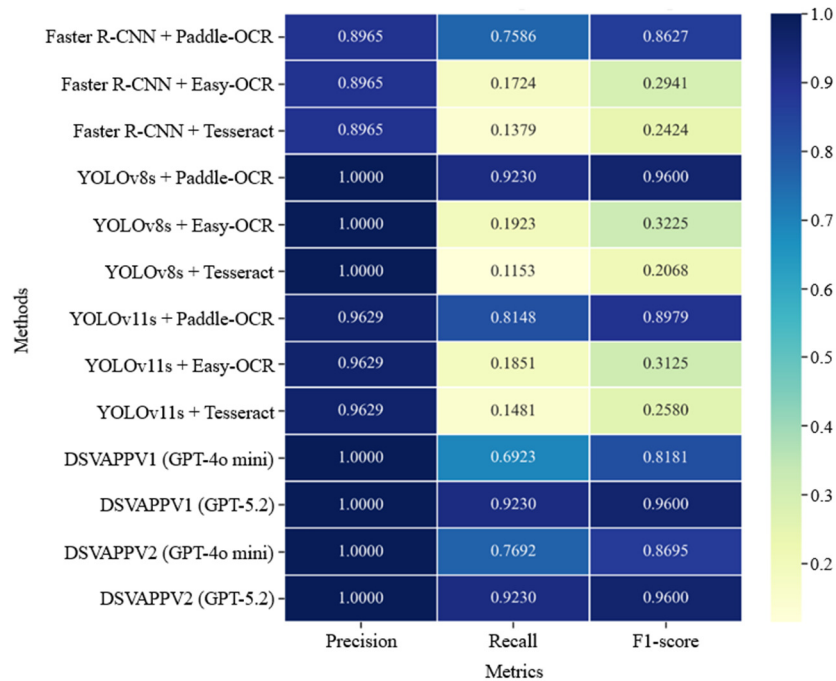 Faster R-CNN + Paddle-OCR 0.8965 0.7586 0.8627
Faster R-CNN + Easy-OCR 0.8965 0.1724 0.2941
Faster R-CNN + Tesseract 0.8965 0.1379 0.2424
YOLOv8s + Paddle-OCR 1.0000 0.9230 0.9600
YOLOv8s + Easy-OCR 1.0000 0.1923 0.3225
YOLOv8s + Tesseract 1.0000 0.1153 0.2068
YOLOv11s + Paddle-OCR 0.9629 0.8148 0.8979
YOLOv11s + Easy-OCR 0.9629 0.1851 0.3125
YOLOv11s + Tesseract 0.9629 0.1481 0.2580
DSVAPPV1 (GPT-4o mini) 1.0000 0.6923 0.8181
DSVAPPV1 (GPT-5.2) 1.0000 0.9230 0.9600
DSVAPPV2 (GPT-4o mini) 1.0000 0.7692 0.8695
DSVAPPV2 (GPT-5.2) 1.0000 0.9230 0.9600
Precision Recall F1-score
Metrics
Methods
1.0
0.9
0.8
0.7
0.6
0.5
0.4
0.3
0.2